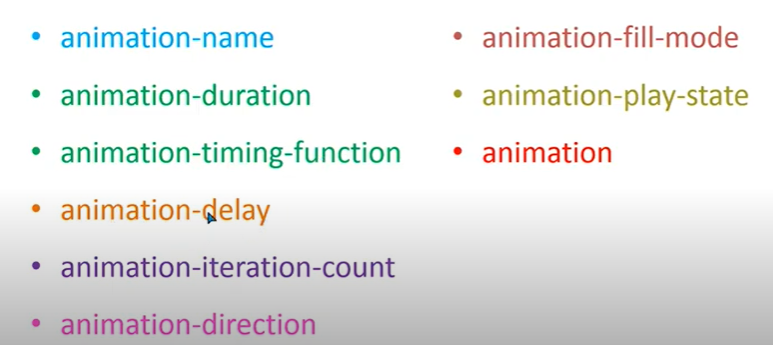 • animation-name
• animation-duration
• animation-timing-function
• animation-delay
• animation-iteration-count
• animation-direction
• animation-fill-mode
• animation-play-state
• animation